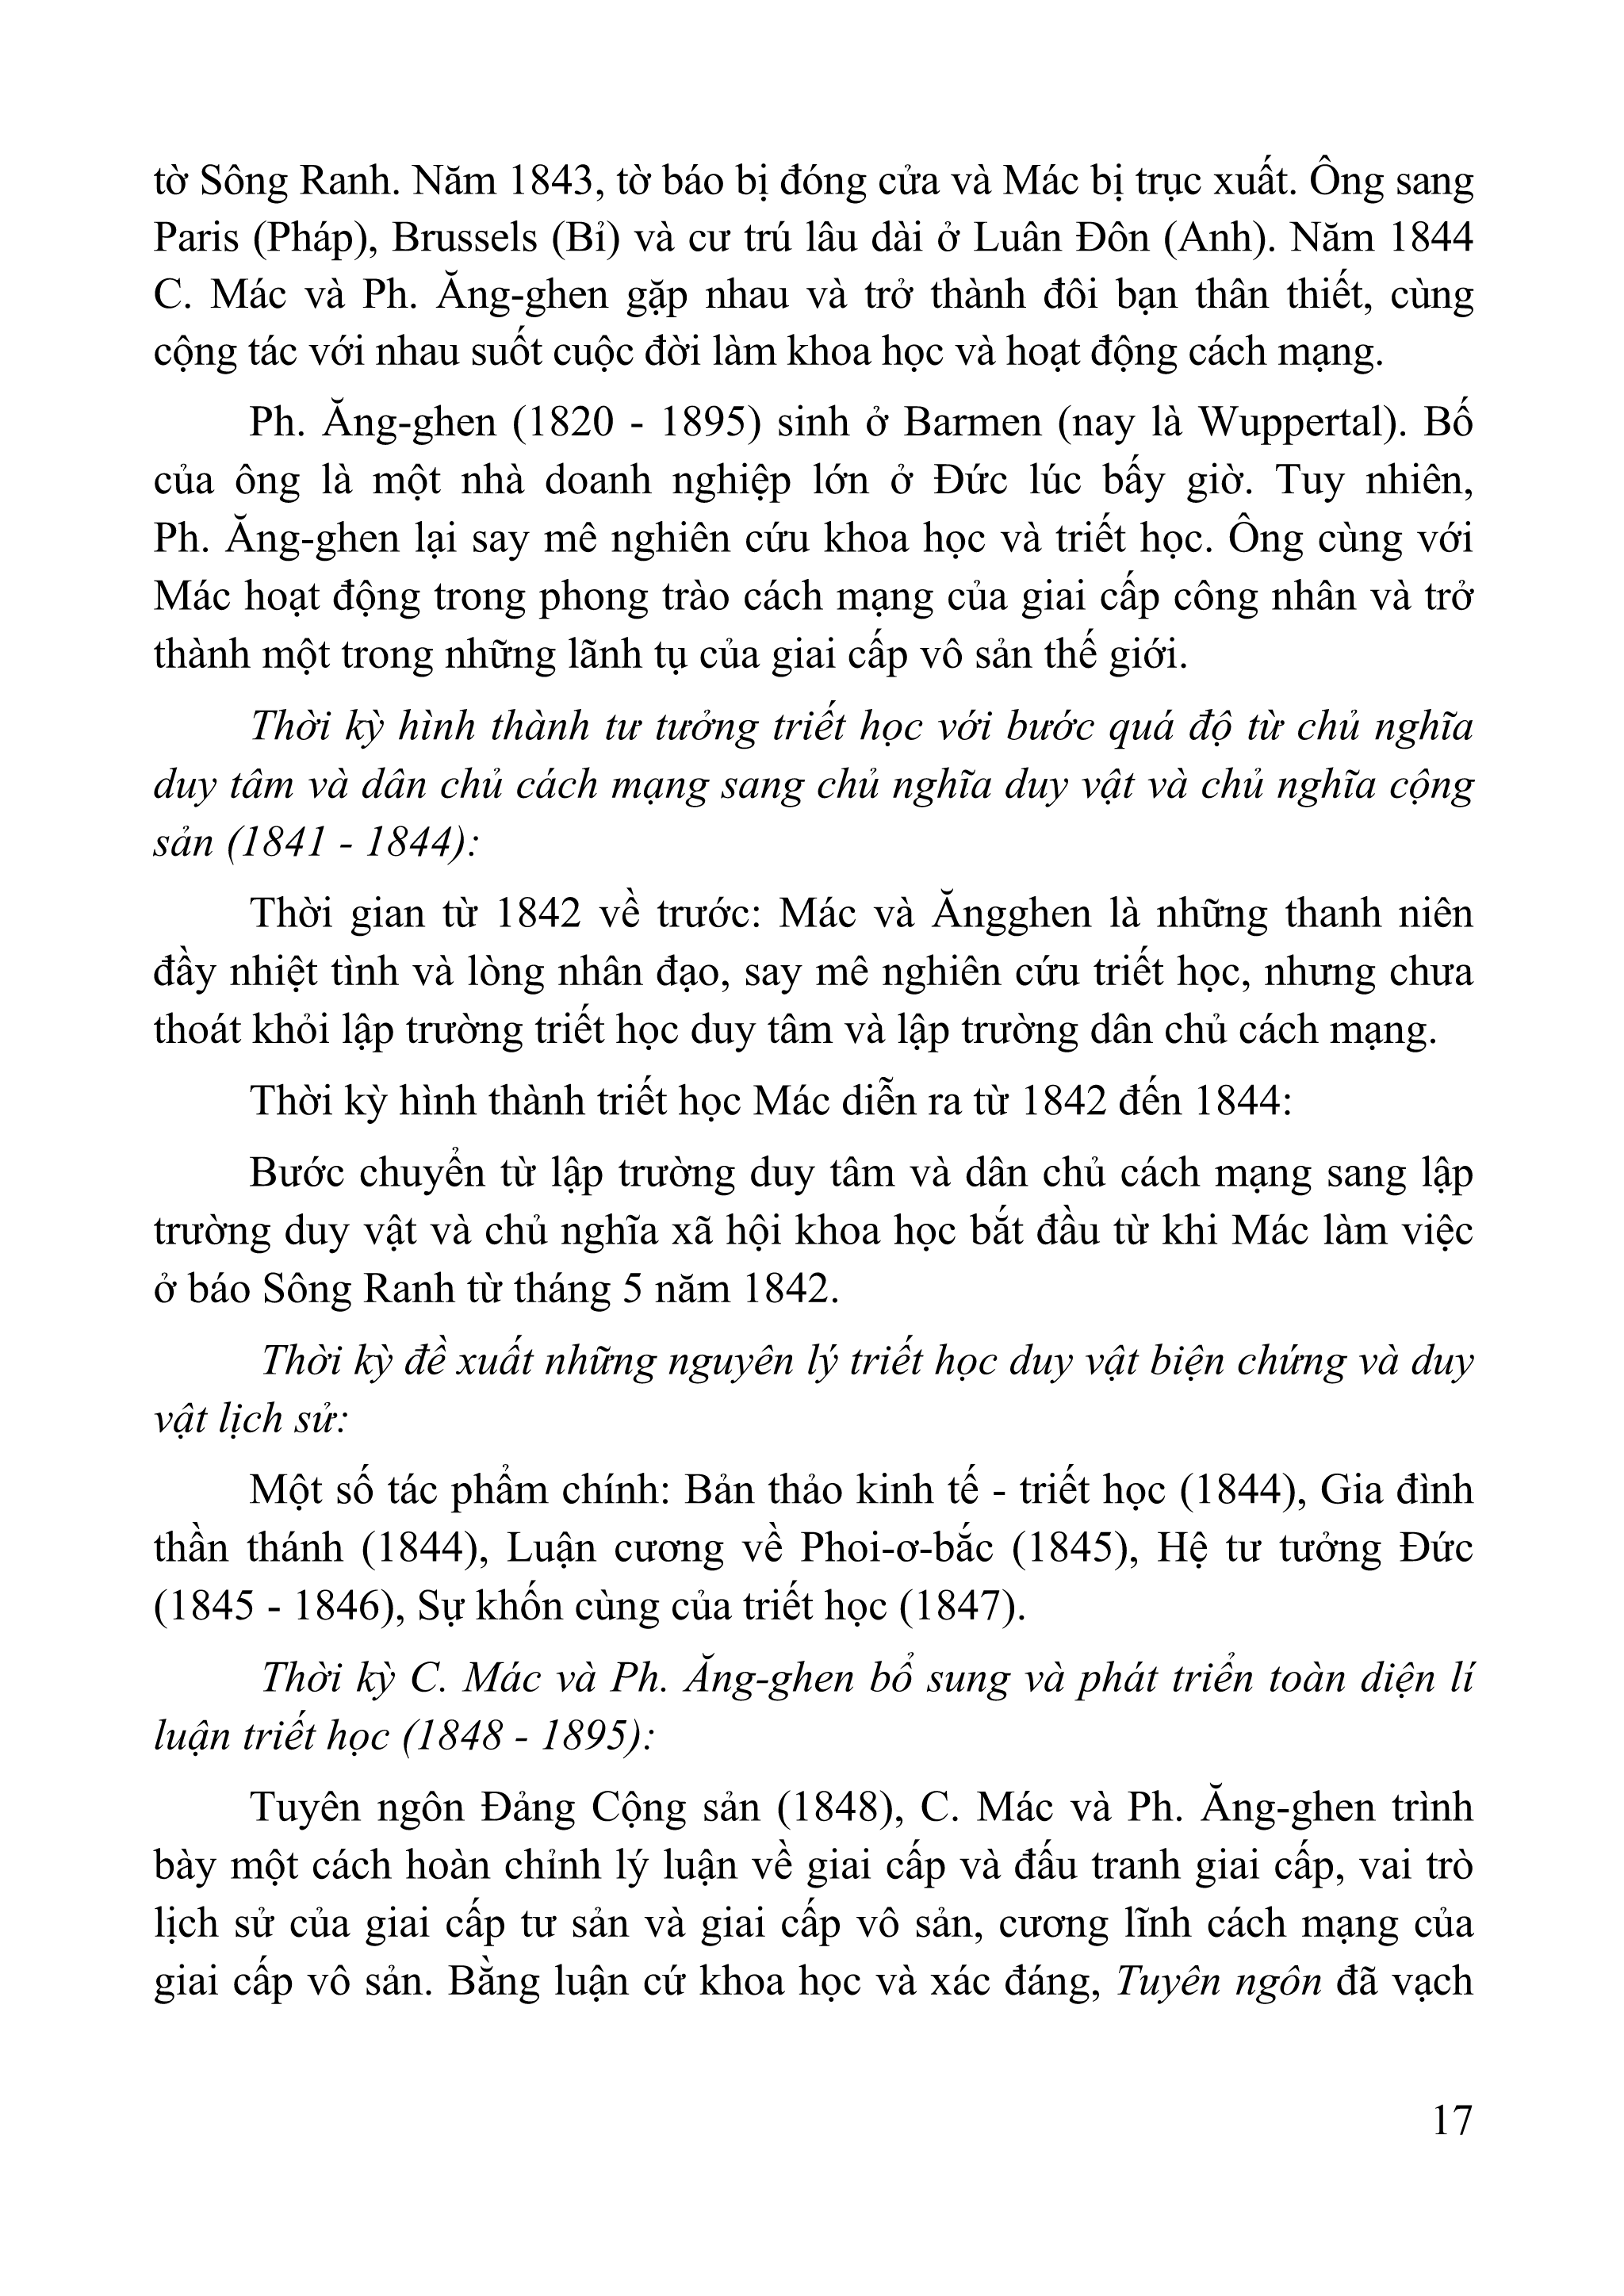 tờ Sông Ranh. Năm 1843, tờ báo bị đóng cửa và Mác bị trục xuất. Ông sang
Paris (Pháp), Brussels (Bỉ) và cư trú lâu dài ở Luân Đôn (Anh). Năm 1844
C. Mác và Ph. Ăng-ghen gặp nhau và trở thành đôi bạn thân thiết, cùng
cộng tác với nhau suốt cuộc đời làm khoa học và hoạt động cách mạng.
Ph. Ăng-ghen (1820 - 1895) sinh ở Barmen (nay là Wuppertal). Bố
của ông là một nhà doanh nghiệp lớn ở Đức lúc bấy giờ. Tuy nhiên,
Ph. Ăng-ghen lại say mê nghiên cứu khoa học và triết học. Ông cùng với
Mác hoạt động trong phong trào cách mạng của giai cấp công nhân và trở
thành một trong những lãnh tụ của giai cấp vô sản thế giới.
Thời kỳ hình thành tư tưởng triết học với bước quá độ từ chủ nghĩa
duy tâm và dân chủ cách mạng sang chủ nghĩa duy vật và chủ nghĩa cộng
sản (1841 - 1844):
Thời gian từ 1842 về trước: Mác và Ăngghen là những thanh niên
đầy nhiệt tình và lòng nhân đạo, say mê nghiên cứu triết học, nhưng chưa
thoát khỏi lập trường triết học duy tâm và lập trường dân chủ cách mạng.
Thời kỳ hình thành triết học Mác diễn ra từ 1842 đến 1844:
Bước chuyển từ lập trường duy tâm và dân chủ cách mạng sang lập
trường duy vật và chủ nghĩa xã hội khoa học bắt đầu từ khi Mác làm việc
ở báo Sông Ranh từ tháng 5 năm 1842.
Thời kỳ đề xuất những nguyên lý triết học duy vật biện chứng và duy
vật lịch sử:
Một số tác phẩm chính: Bản thảo kinh tế - triết học (1844), Gia đình
thần thánh (1844), Luận cương về Phoi-ơ-bắc (1845), Hệ tư tưởng Đức
(1845 - 1846), Sự khốn cùng của triết học (1847).
Thời kỳ C. Mác và Ph. Ăng-ghen bổ sung và phát triển toàn diện lí
luận triết học (1848 - 1895):
Tuyên ngôn Đảng Cộng sản (1848), C. Mác và Ph. Ăng-ghen trình
bày một cách hoàn chỉnh lý luận về giai cấp và đấu tranh giai cấp, vai trò
lịch sử của giai cấp tư sản và giai cấp vô sản, cương lĩnh cách mạng của
giai cấp vô sản. Bằng luận cứ khoa học và xác đáng, Tuyên ngôn đã vạch
17